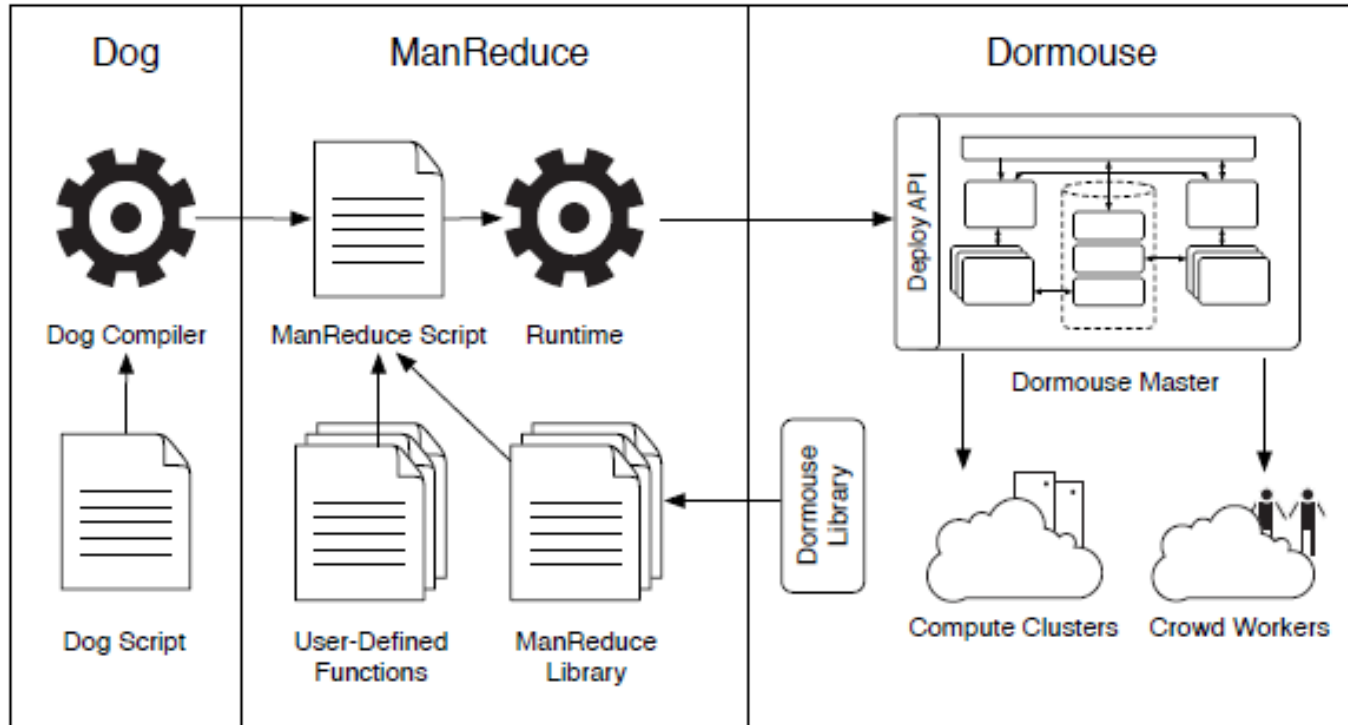 Dog
ManReduce
Dormouse
Deploy API
Dog Compiler
ManReduce Script
Runtime
Dormouse Master
Dormouse
Library
Dog Script
User-Defined
Functions
ManReduce
Library
Compute Clusters
Crowd Workers